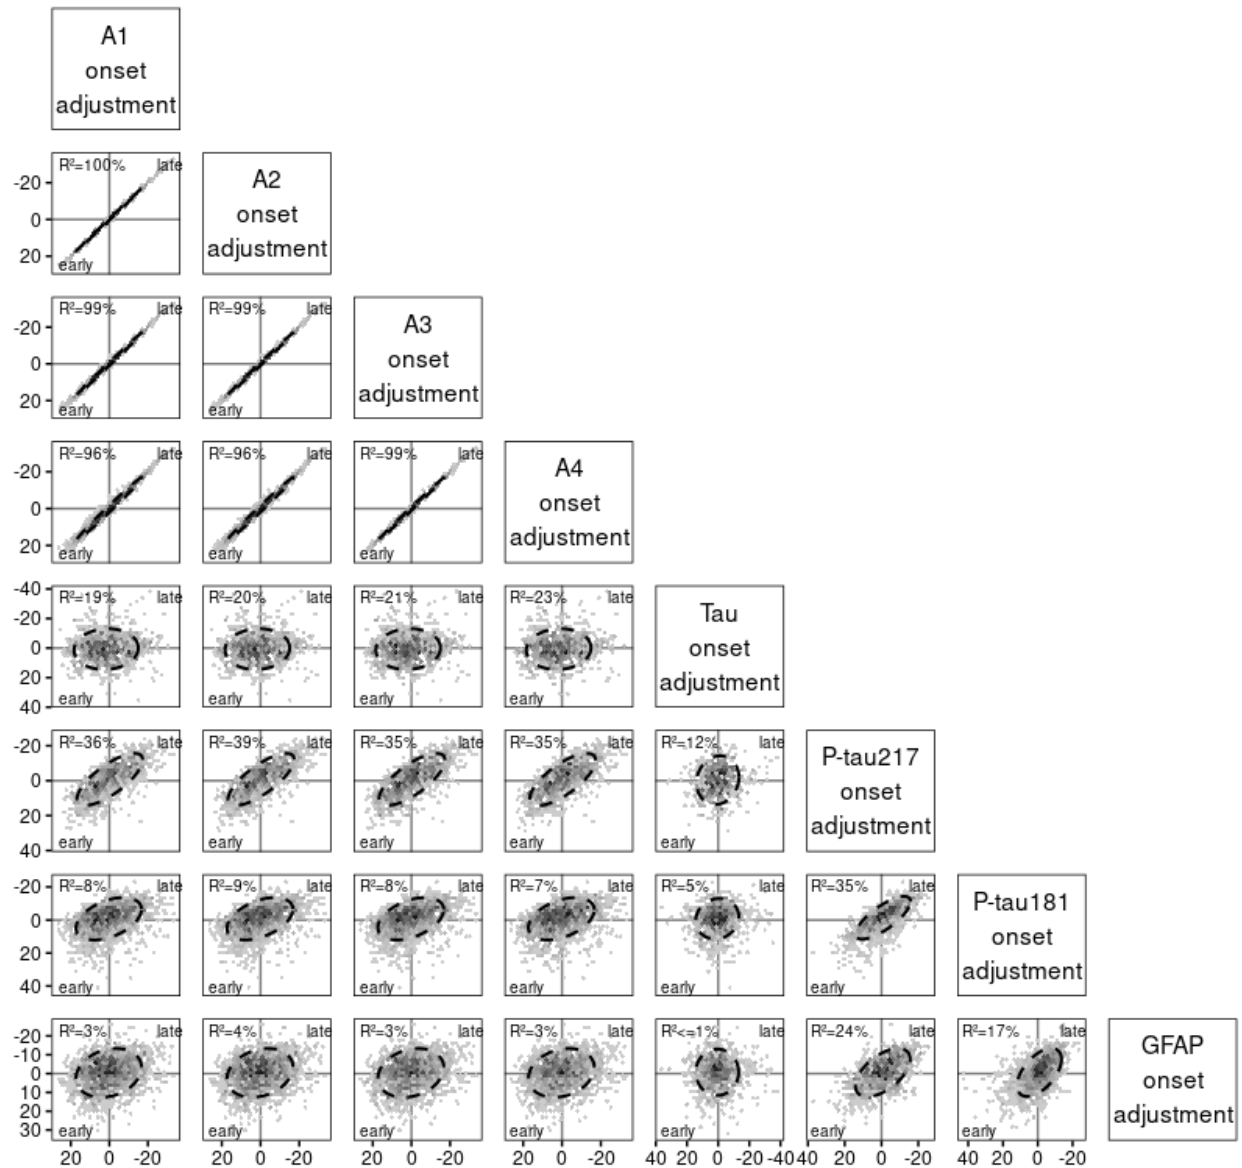 A1
onset
adjustment
R²=100% late
-20
0
20
early
A2
onset
adjustment
R²=99% late R²=99% late
-20
0
20
early early
A3
onset
adjustment
R²=96% late R²=96% late R²=99% late
-20
0
20
early early early
A4
onset
adjustment
-40
R²=19% late R²=20% late R²=21% late R²=23% late
-20
0
20
early early early early
40
Tau
onset
adjustment
R²=36% late R²=39% late R²=35% late R²=35% late R²=12% late
-20
0
20
early early early early early
40
P-tau217
onset
adjustment
R²=8% late R²=9% late R²=8% late R²=7% late R²=5% late R²=35% late
-20
0
20
40
early early early early early early
P-tau181
onset
adjustment
R²=3% late R²=4% late R²=3% late R²=3% late R²<=1% late R²=24% late R²=17% late
-20
-10
0
10
20
30
early early early early early early early
GFAP
onset
adjustment
20 0 -20 20 0 -20 20 0 -20 20 0 -20 40 20 0 -20 -40 40 20 0 -20 40 20 0 -20